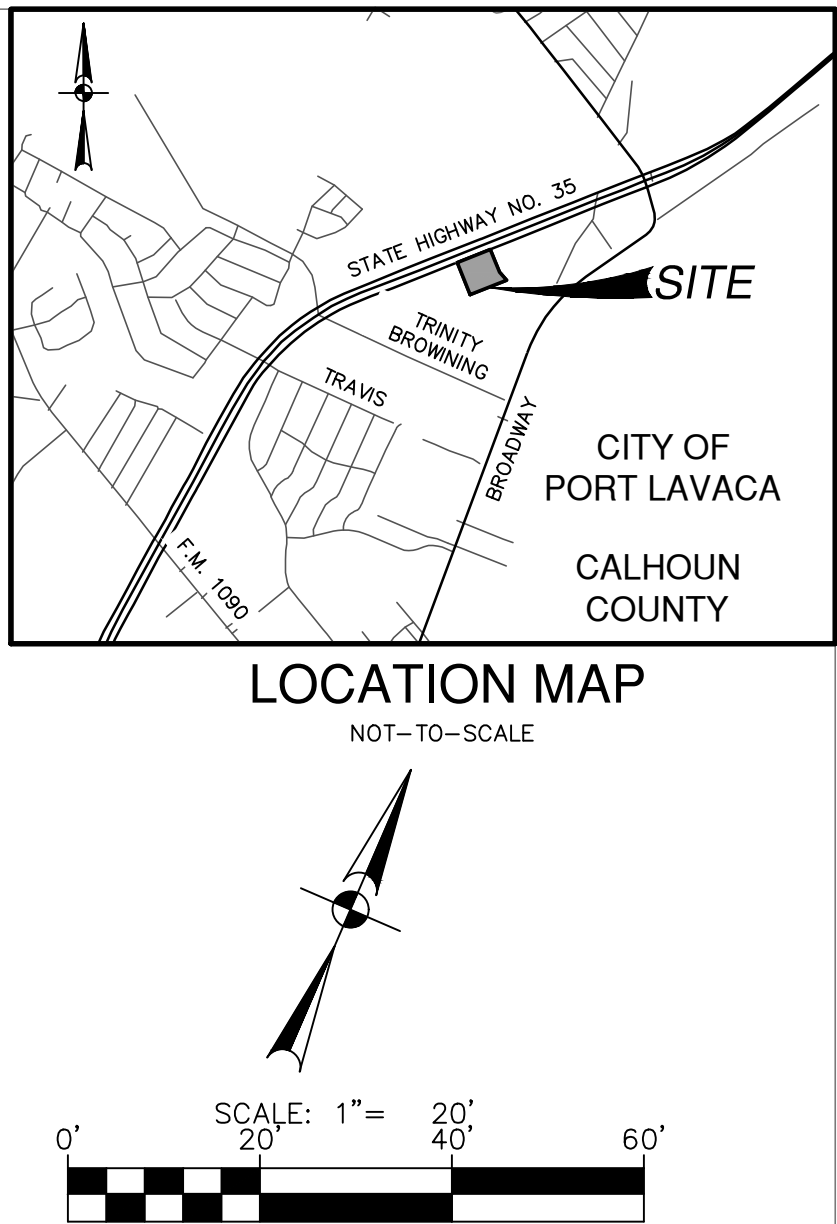 STATE HIGHWAY NO. 35
SITE
TRINITY
BROWINING
TRAVIS
BROADWAY
CITY OF
PORT LAVACA
CALHOUN
COUNTY
F.M. 1090
LOCATION MAP
NOT-TO-SCALE
SCALE: 1"= 20'
0' 20' 40' 60'